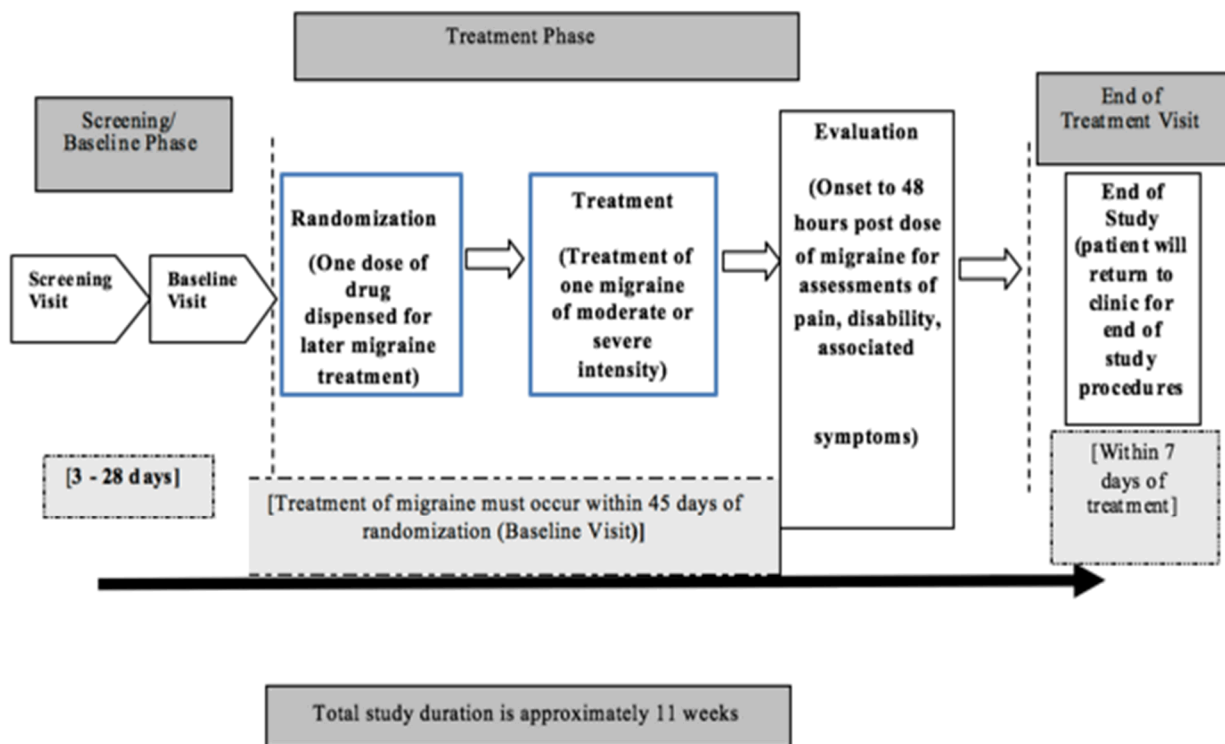 Treatment Phase
Screening/
Baseline Phase
End of
Treatment Visit
Screening
Visit
Baseline
Visit
Randomization
(One dose of
drug
dispensed for
later migraine
treatment)
Treatment
(Treatment of
one migraine
of moderate or
severe
intensity)
Evaluation
(Onset to 48
hours post dose
of migraine for
assessments of
pain, disability,
associated
symptoms)
End of
Study
(patient will
return to
clinic for
end of
study
procedures
[3 - 28 days]
[Treatment of migraine must occur within 45 days of
randomization (Baseline Visit)]
[Within 7
days of
treatment]
Total study duration is approximately 11 weeks